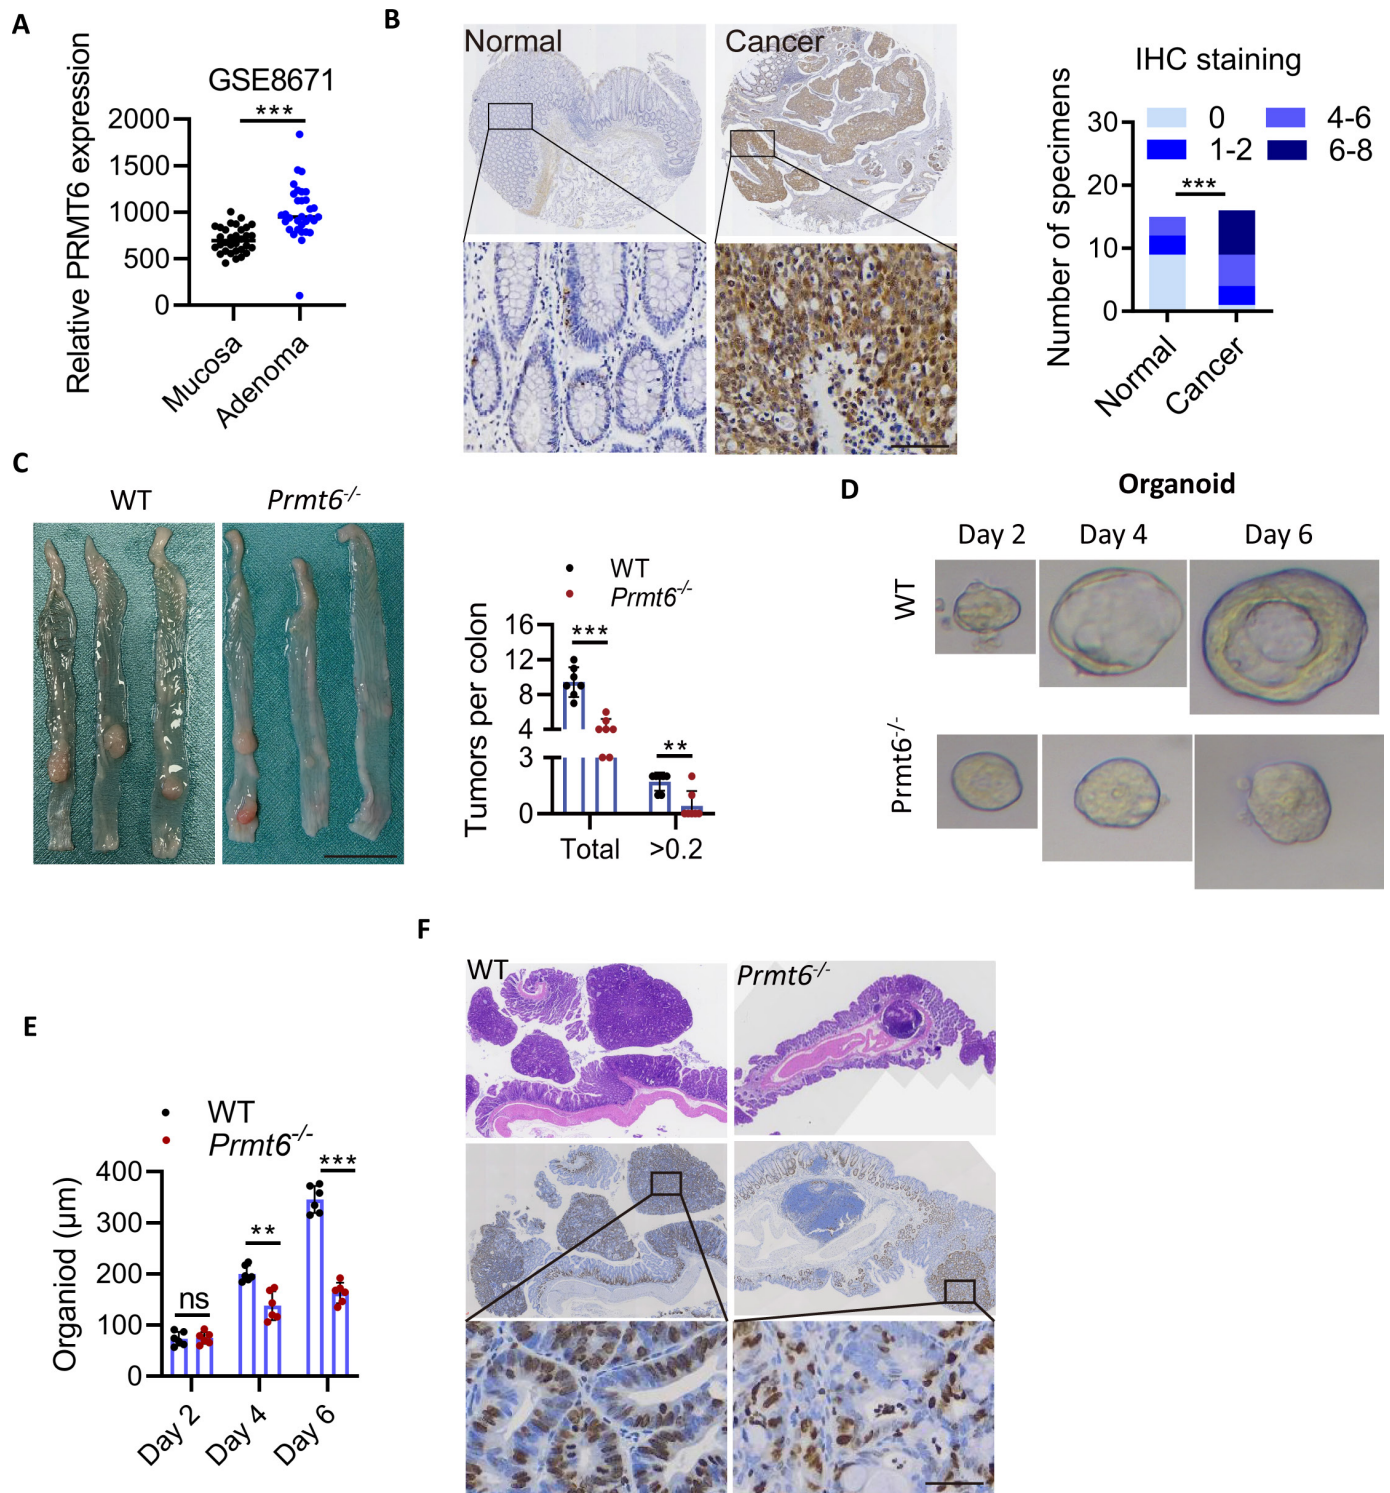 A
Relative PRMT6 expression
GSE8671
***
2000
1500
1000
500
0
Mucosa
Adenoma
B
Normal
Cancer
IHC staining
0
4-6
1-2
6-8
Number of specimens
30
20
10
0
***
Normal
Cancer
C
WT
Prmt6-/-
WT
Prmt6-/-
Tumors per colon
16
12
8
4
3
0
***
**
Total
>0.2
D
Organoid
Day 2
Day 4
Day 6
WT
Prmt6-/-
E
WT
Prmt6-/-
Organiod (µm)
400
300
200
100
0
ns
**
***
Day 2
Day 4
Day 6
F
WT
Prmt6-/-